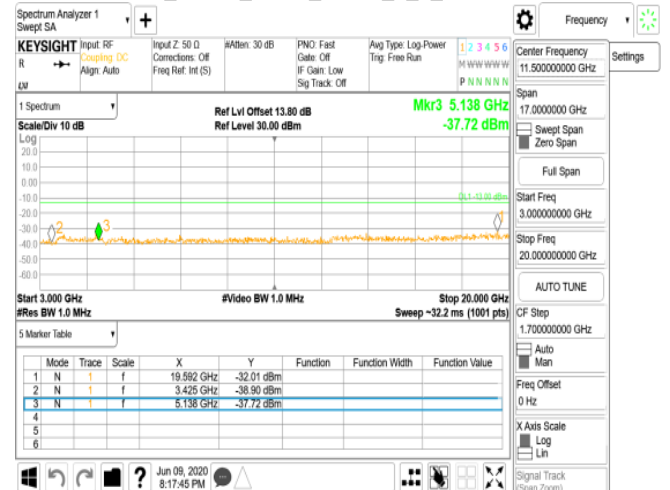 Spectrum Analyzer 1
Swept SA
+
Frequency
KEYSIGHT
R
Input: RF
Coupling: DC
Align: Auto
Input Z: 50 Ω
Corrections: Off
Freq Ref: Int (S)
#Atten: 30 dB
PNO: Fast
Gate: Off
IF Gain: Low
Sig Track: Off
Avg Type: Log-Power
Trig: Free Run
1 2 3 4 5 6
M W W W W W
P N N N N N
Center Frequency
11.500000000 GHz
Settings
Span
17.0000000 GHz
Swept Span
Zero Span
Full Span
Start Freq
3.000000000 GHz
Stop Freq
20.000000000 GHz
AUTO TUNE
CF Step
1.700000000 GHz
Auto
Man
Freq Offset
0 Hz
X Axis Scale
Log
Lin
Signal Track
(Span Zoom)
1 Spectrum
Scale/Div 10 dB
Ref Lvl Offset 13.80 dB
Ref Level 30.00 dBm
Mkr3 5.138 GHz
-37.72 dBm
Log
20.0
10.0
0.00
-10.0
-20.0
-30.0
-40.0
-50.0
-60.0
DL1 -13.00 dBm
1
2
3
Start 3.000 GHz
#Res BW 1.0 MHz
#Video BW 1.0 MHz
Stop 20.000 GHz
Sweep ~32.2 ms (1001 pts)
5 Marker Table
Mode Trace Scale X Y Function Function Width Function Value
1 N 1 f 19.592 GHz -32.01 dBm
2 N 1 f 3.425 GHz -38.90 dBm
3 N 1 f 5.138 GHz -37.72 dBm
4
5
6
?
Jun 09, 2020
8:17:45 PM